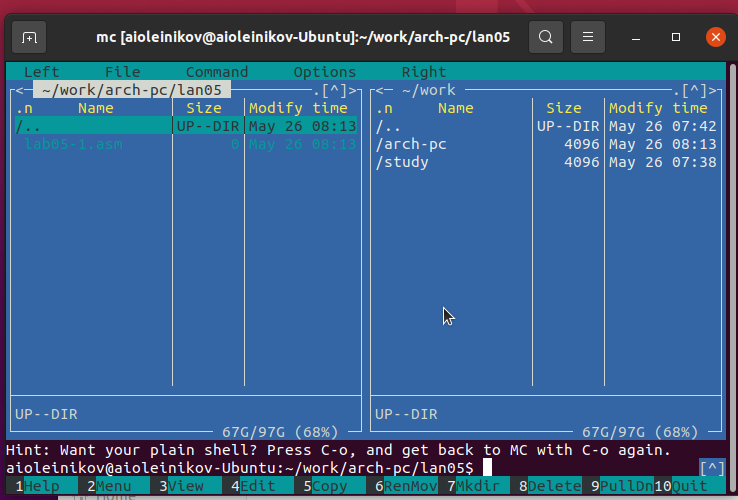 mc [aioleinikov@aioleinikov-Ubuntu]:~/work/arch-pc/lan05
Left File Command Options Right
<─ ~/work/arch-pc/lan05 .[^]>
.n Name Size Modify time
/.. UP--DIR May 26 08:13
lab05-1.asm 0 May 26 08:13
UP--DIR
67G/97G (68%)
<─ ~/work .[^]>
.n Name Size Modify time
/.. UP--DIR May 26 07:42
/arch-pc 4096 May 26 08:13
/study 4096 May 26 07:38
UP--DIR
67G/97G (68%)
Hint: Want your plain shell? Press C-o, and get back to MC with C-o again.
aioleinikov@aioleinikov-Ubuntu:~/work/arch-pc/lan05$ [^]
1Help 2Menu 3View 4Edit 5Copy 6RenMov 7Mkdir 8Delete 9PullDn 10Quit
Home